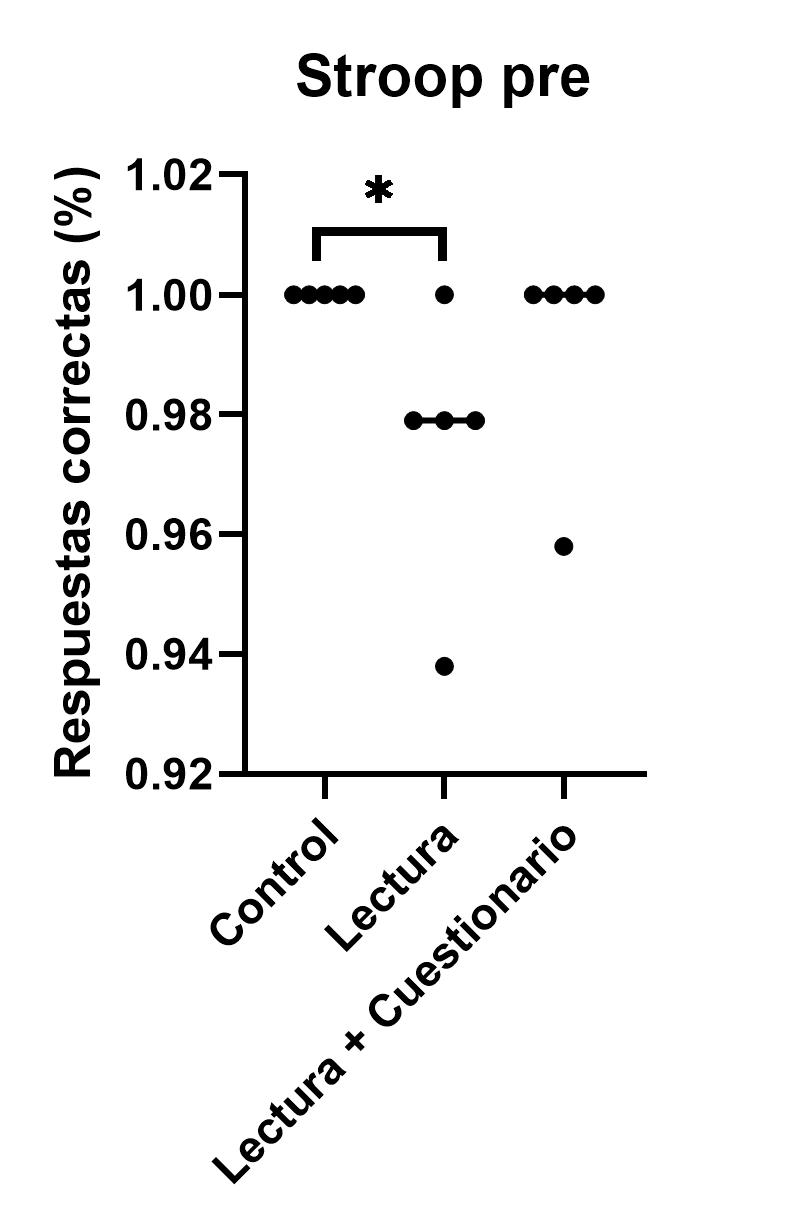 Stroop pre
*
Respuestas correctas (%)
1.02
1.00
0.98
0.96
0.94
0.92
Control
Lectura
Lectura + Cuestionario